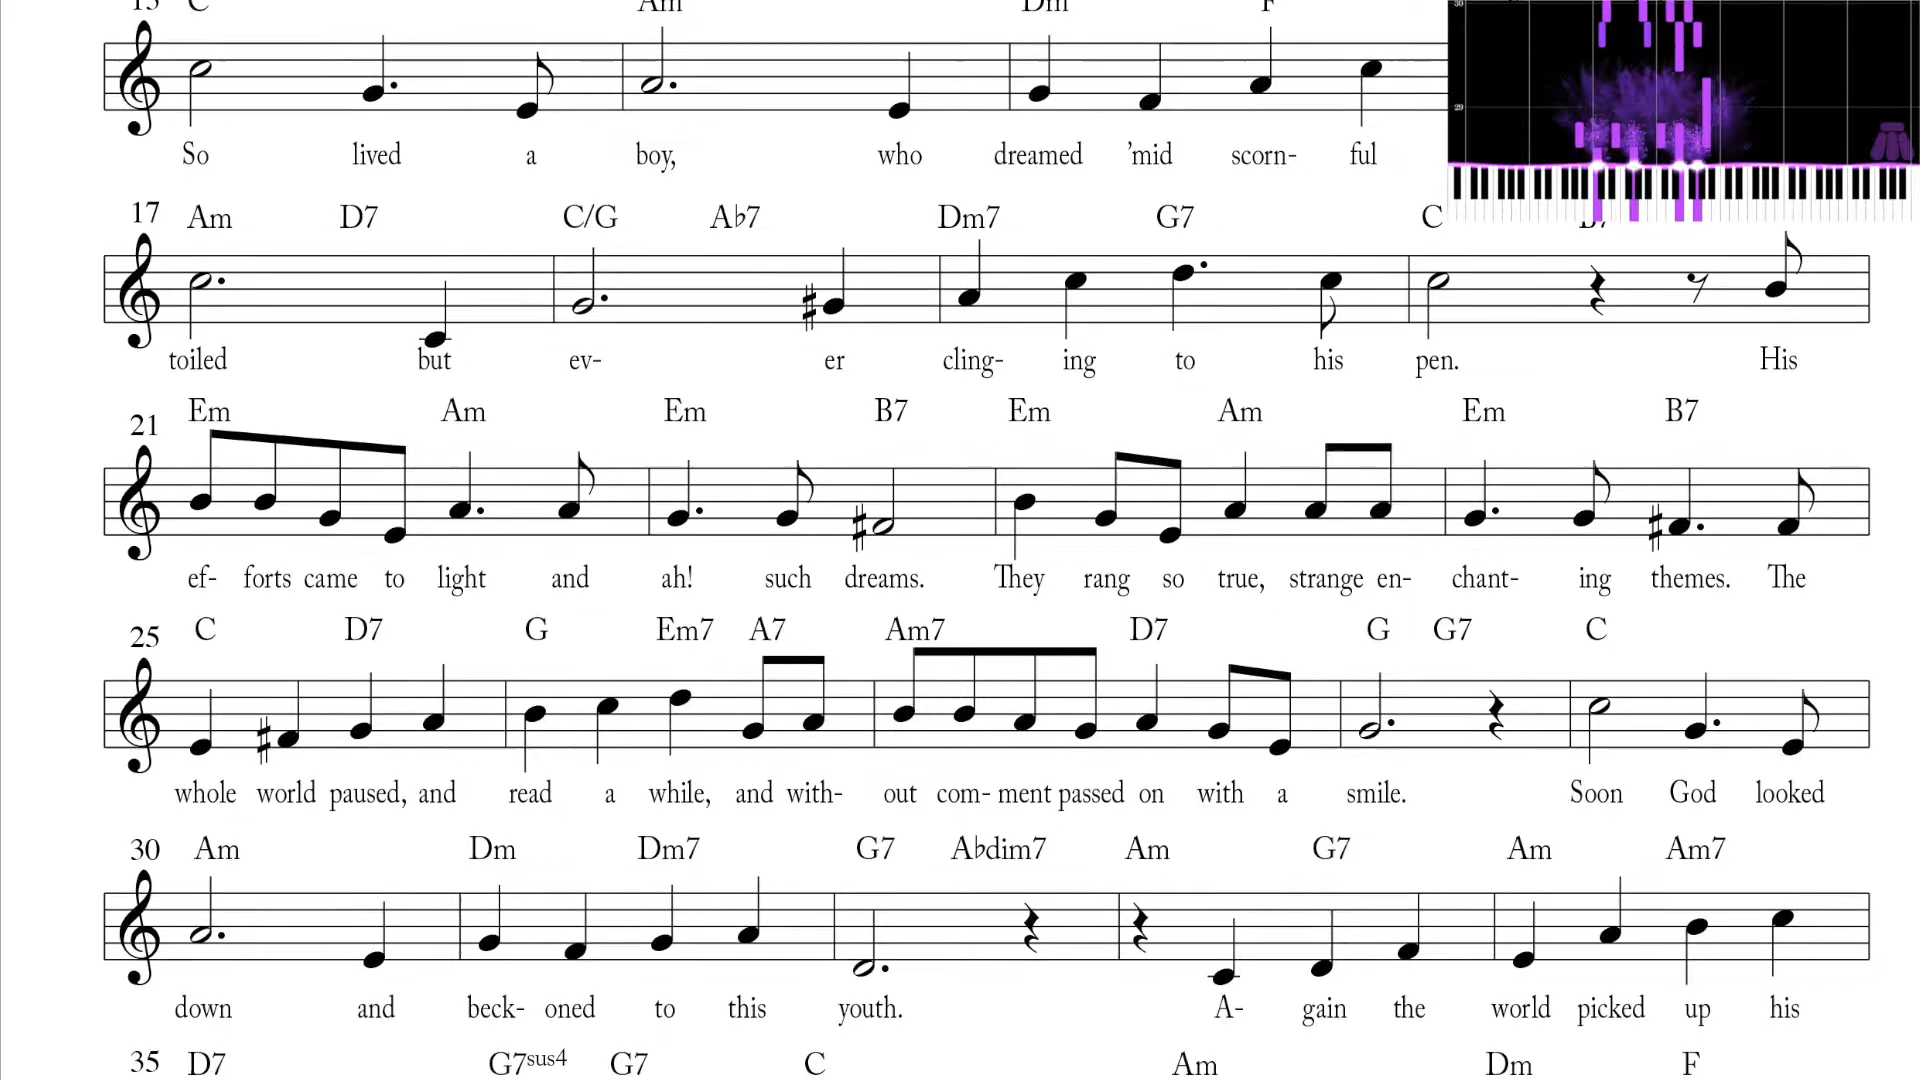 13 C Am Dm F
So lived a boy, who dreamed ’mid scorn- ful
30
29
17 Am D7 C/G A♭7 Dm7 G7 C B7
toiled but ev- er cling- ing to his pen. His
21 Em Am Em B7 Em Am Em B7
ef- forts came to light and ah! such dreams. They rang so true, strange en- chant- ing themes. The
25 C D7 G Em7 A7 Am7 D7 G G7 C
whole world paused, and read a while, and with- out com- ment passed on with a smile. Soon God looked
30 Am Dm Dm7 G7 A♭dim7 Am G7 Am Am7
down and beck- oned to this youth. A- gain the world picked up his
35 D7 G7sus4 G7 C Am Dm F